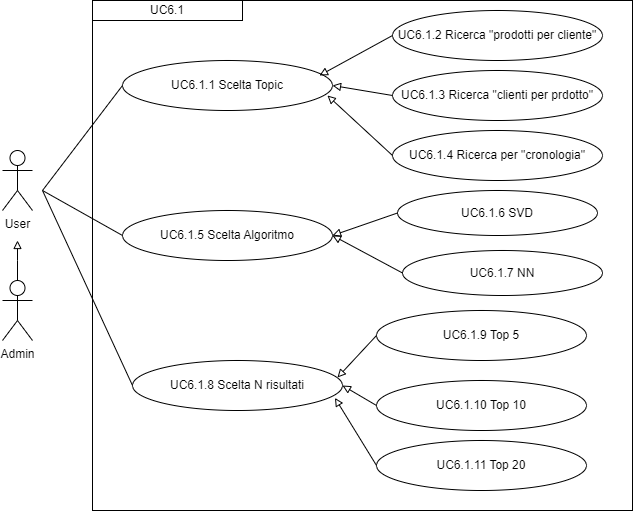 UC6.1
UC6.1.2 Ricerca "prodotti per cliente"
UC6.1.1 Scelta Topic
UC6.1.3 Ricerca "clienti per prdotto"
UC6.1.4 Ricerca per "cronologia"
User
UC6.1.5 Scelta Algoritmo
UC6.1.6 SVD
UC6.1.7 NN
Admin
UC6.1.9 Top 5
UC6.1.8 Scelta N risultati
UC6.1.10 Top 10
UC6.1.11 Top 20